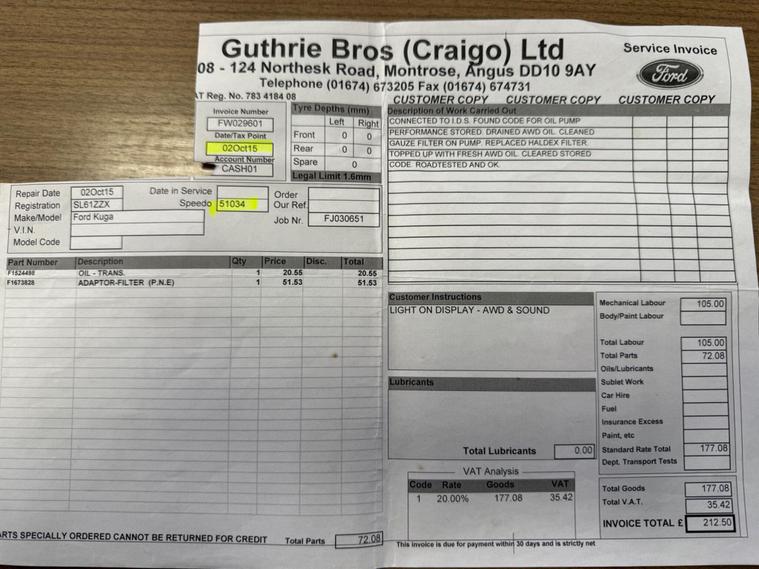 Guthrie Bros (Craigo) Ltd
08 - 124 Northesk Road, Montrose, Angus DD10 9AY
Telephone (01674) 673205 Fax (01674) 674731
AT Reg. No. 783 4184 08
Service Invoice
Ford
CUSTOMER COPY CUSTOMER COPY CUSTOMER COPY
Invoice Number
FW029601
Date/Tax Point
02Oct15
Account Number
CASH01
Tyre Depths (mm)
Left Right
Front 0 0
Rear 0 0
Spare 0
Legal Limit 1.6mm
Description of Work Carried Out
CONNECTED TO I.D.S. FOUND CODE FOR OIL PUMP
PERFORMANCE STORED. DRAINED AWD OIL. CLEANED
GAUZE FILTER ON PUMP. REPLACED HALDEX FILTER.
TOPPED UP WITH FRESH AWD OIL. CLEARED STORED
CODE. ROADTESTED AND OK.
Repair Date 02Oct15 Date in Service Order
Registration SL61ZZX Speedo 51034 Our Ref.
Make/Model Ford Kuga Job Nr. FJ030651
V.I.N.
Model Code
Part Number Description Qty Price Disc. Total
F1524498 OIL - TRANS. 1 20.55 20.55
F1673828 ADAPTOR-FILTER (P.N.E) 1 51.53 51.53
Customer Instructions
LIGHT ON DISPLAY - AWD & SOUND
Lubricants
Total Lubricants 0.00
Mechanical Labour 105.00
Body/Paint Labour
Total Labour 105.00
Total Parts 72.08
Oils/Lubricants
Sublet Work
Car Hire
Fuel
Insurance Excess
Paint, etc
Standard Rate Total 177.08
Dept. Transport Tests
VAT Analysis
Code Rate Goods VAT
1 20.00% 177.08 35.42
Total Goods 177.08
Total V.A.T. 35.42
INVOICE TOTAL £ 212.50
ARTS SPECIALLY ORDERED CANNOT BE RETURNED FOR CREDIT Total Parts 72.08
This invoice is due for payment within 30 days and is strictly net